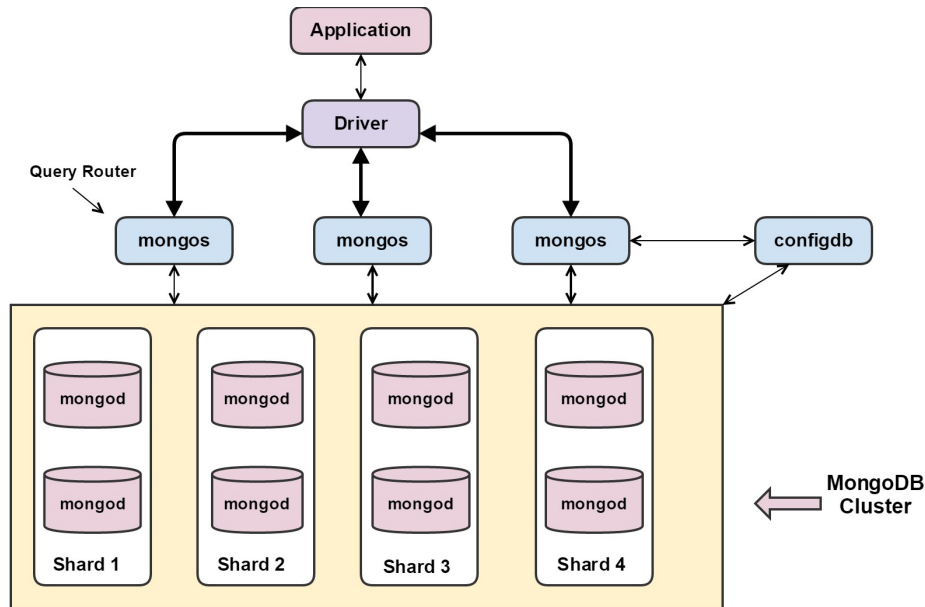 Application
Driver
Query Router
mongos
mongos
mongos
configdb
mongod
mongod
mongod
mongod
mongod
mongod
mongod
mongod
MongoDB
Cluster
Shard 1
Shard 2
Shard 3
Shard 4